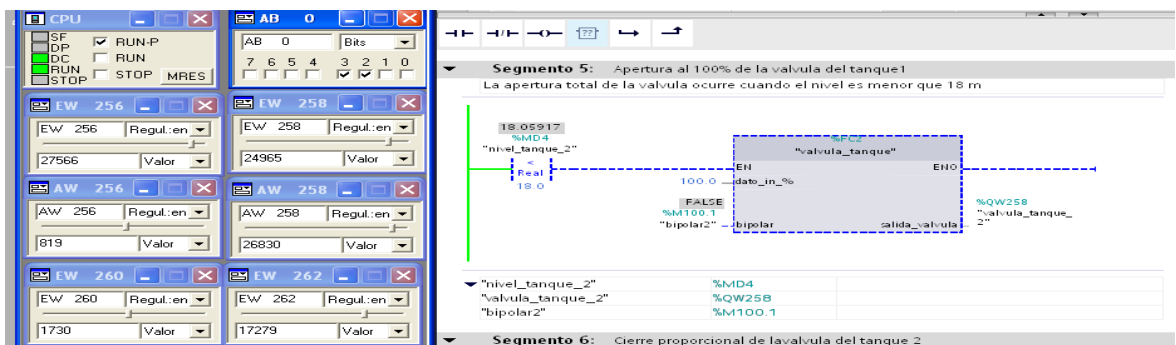 CPU
SF
DP
DC
RUN
STOP
RUN-P
RUN
STOP
MRES
AB 0
AB 0
Bits
7 6 5 4 3 2 1 0
EW 256
EW 256
Regul.:en
27566
Valor
EW 258
EW 258
Regul.:en
24965
Valor
AW 256
AW 256
Regul.:en
819
Valor
AW 258
AW 258
Regul.:en
26830
Valor
EW 260
EW 260
Regul.:en
1730
Valor
EW 262
EW 262
Regul.:en
17279
Valor
??
Segmento 5: Apertura al 100% de la valvula del tanque1
La apertura total de la valvula ocurre cuando el nivel es menor que 18 m
18.05917
%MD4
"nivel_tanque_2"
<
Real
18.0
%FC2
"valvula_tanque"
EN
ENO
100.0
dato_in_%
FALSE
%M100.1
"bipolar2"
bipolar
salida_valvula
%QW258
"valvula_tanque_
2"
"nivel_tanque_2" %MD4
"valvula_tanque_2" %QW258
"bipolar2" %M100.1
Segmento 6: Cierre proporcional de lavalvula del tanque 2